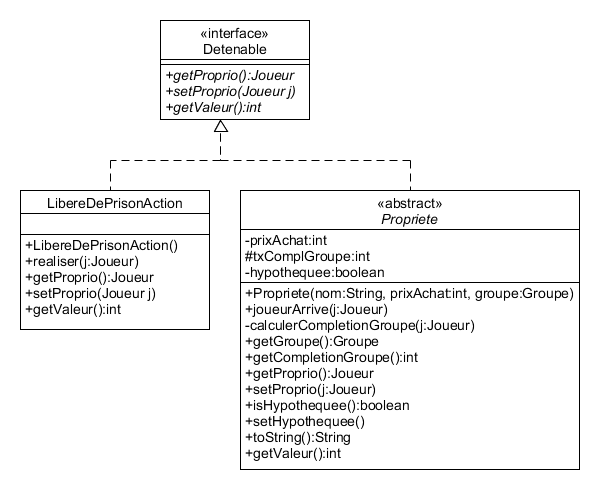 «interface»
Detenable
+getProprio():Joueur
+setProprio(Joueur j)
+getValeur():int
LibereDePrisonAction
+LibereDePrisonAction()
+realiser(j:Joueur)
+getProprio():Joueur
+setProprio(Joueur j)
+getValeur():int
«abstract»
Propriete
-prixAchat:int
#txComplGroupe:int
-hypothequee:boolean
+Propriete(nom:String, prixAchat:int, groupe:Groupe)
+joueurArrive(j:Joueur)
-calculerCompletionGroupe(j:Joueur)
+getGroupe():Groupe
+getCompletionGroupe():int
+getProprio():Joueur
+setProprio(j:Joueur)
+isHypothequee():boolean
+setHypothequee()
+toString():String
+getValeur():int